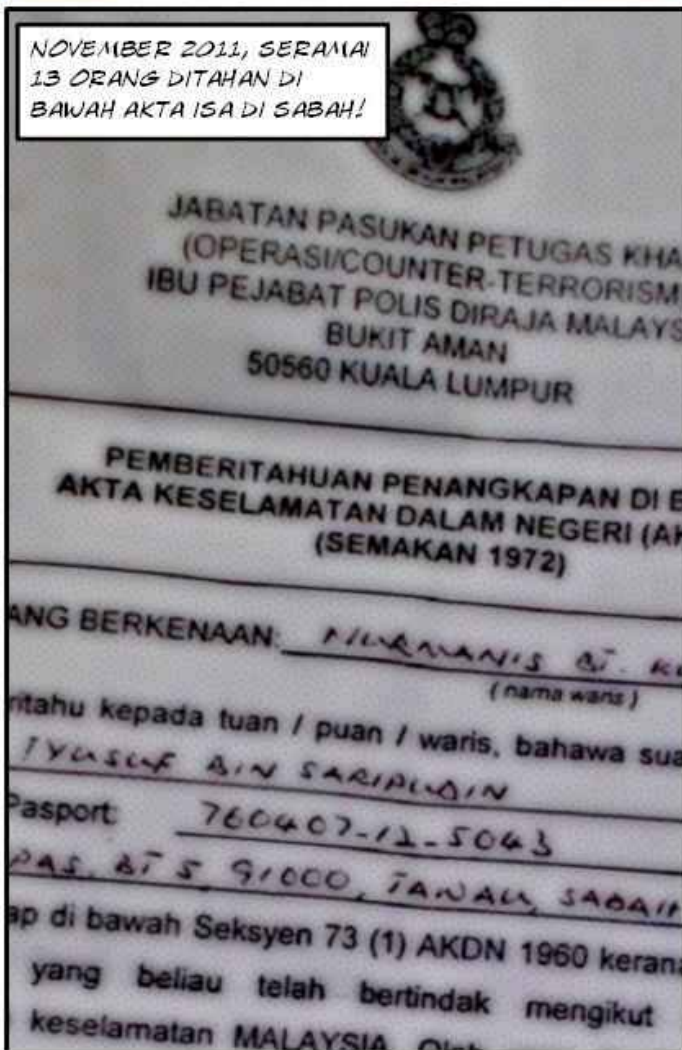 NOVEMBER 2011, SERAMAI
13 ORANG DITAHAN DI
BAWAH AKTA ISA DI SABAH!
JABATAN PASUKAN PETUGAS KHA
(OPERASI/COUNTER-TERRORISM
IBU PEJABAT POLIS DIRAJA MALAYS
BUKIT AMAN
50560 KUALA LUMPUR
PEMBERITAHUAN PENANGKAPAN DI B
AKTA KESELAMATAN DALAM NEGERI (AK
(SEMAKAN 1972)
ANG BERKENAAN: NURMANIS BT. K
(nama waris)
ritahu kepada tuan / puan / waris, bahawa sua
YUSUF BIN SARIPUDIN
Pasport: 760407-12-5043
PAS, BT 5, 91000, TAWAU, SABAH
ap di bawah Seksyen 73 (1) AKDN 1960 kerana
yang beliau telah bertindak mengikut
keselamatan MALAYSIA.